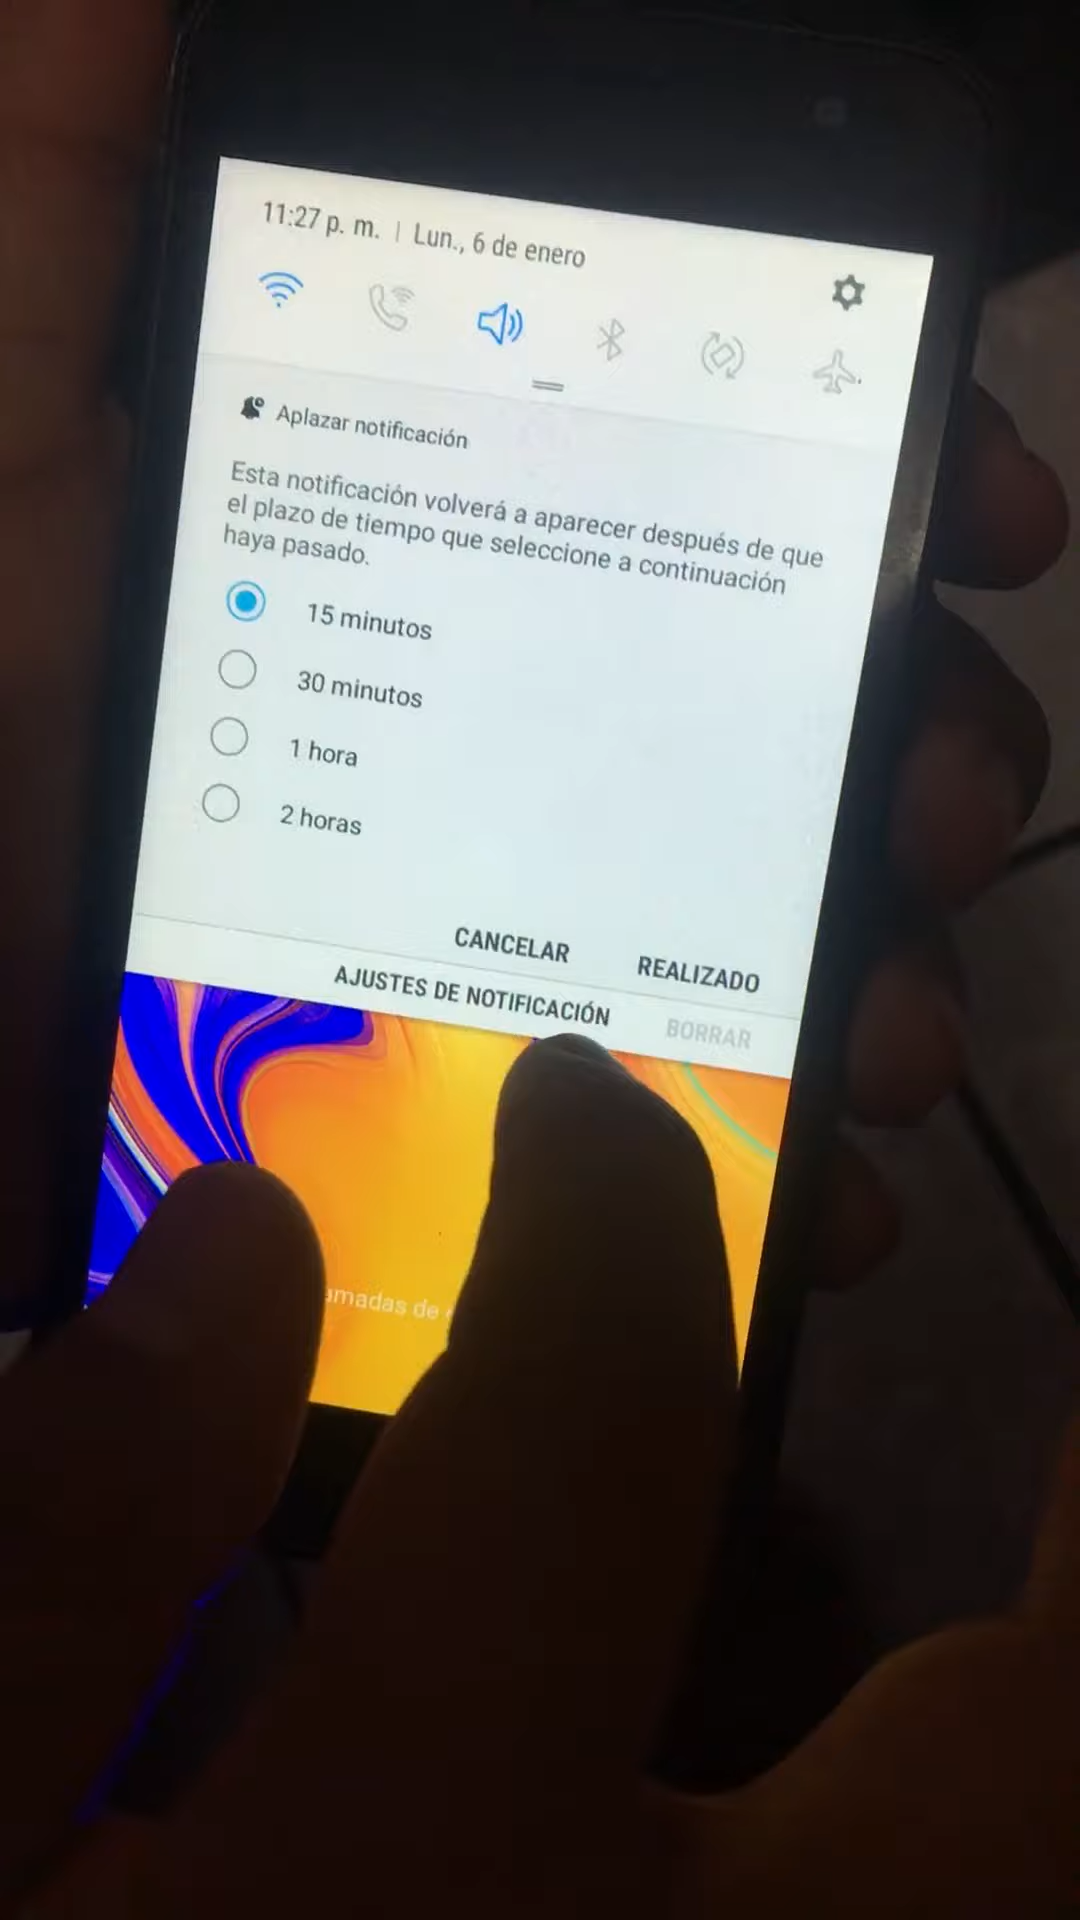 11:27 p. m. | Lun., 6 de enero
Aplazar notificación
Esta notificación volverá a aparecer después de que
el plazo de tiempo que seleccione a continuación
haya pasado.
15 minutos
30 minutos
1 hora
2 horas
CANCELAR REALIZADO
AJUSTES DE NOTIFICACIÓN BORRAR
de